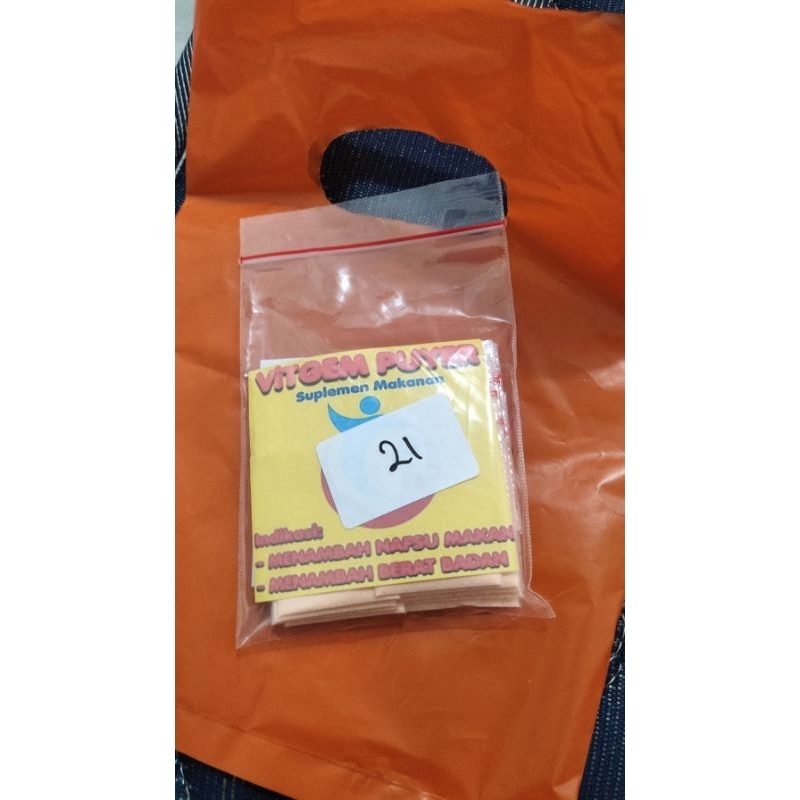 VITGEM PUYER
Suplemen Makanan
21
Indikasi:
- MENAMBAH NAFSU MAKAN
- MENAMBAH BERAT BADAN